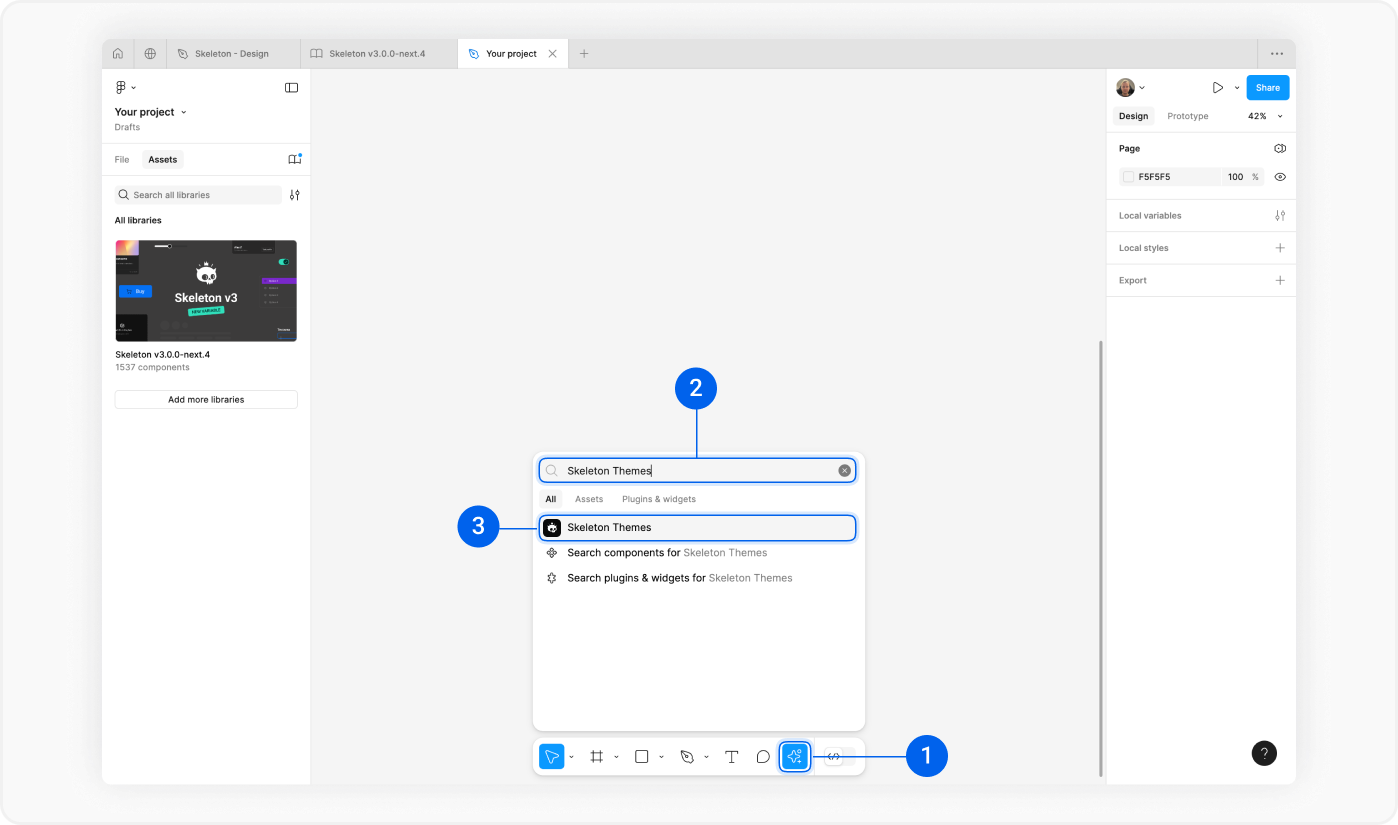 Skeleton - Design
Skeleton v3.0.0-next.4
Your project
Your project
Drafts
File
Assets
Search all libraries
All libraries
Buy
Skeleton v3
NEW VARIABLE
Skeleton v3.0.0-next.4
1537 components
Add more libraries
2
Skeleton Themes
All
Assets
Plugins & widgets
3
Skeleton Themes
Search components for Skeleton Themes
Search plugins & widgets for Skeleton Themes
1
Share
Design
Prototype
42%
Page
F5F5F5
100
%
Local variables
Local styles
Export
?